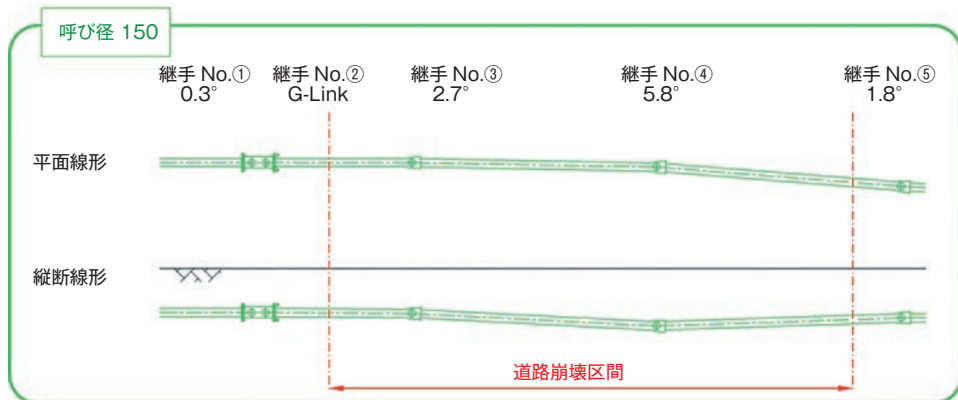 呼び径 150
継手 No.①
0.3°
継手 No.②
G-Link
継手 No.③
2.7°
継手 No.④
5.8°
継手 No.⑤
1.8°
平面線形
縦断線形
道路崩壊区間